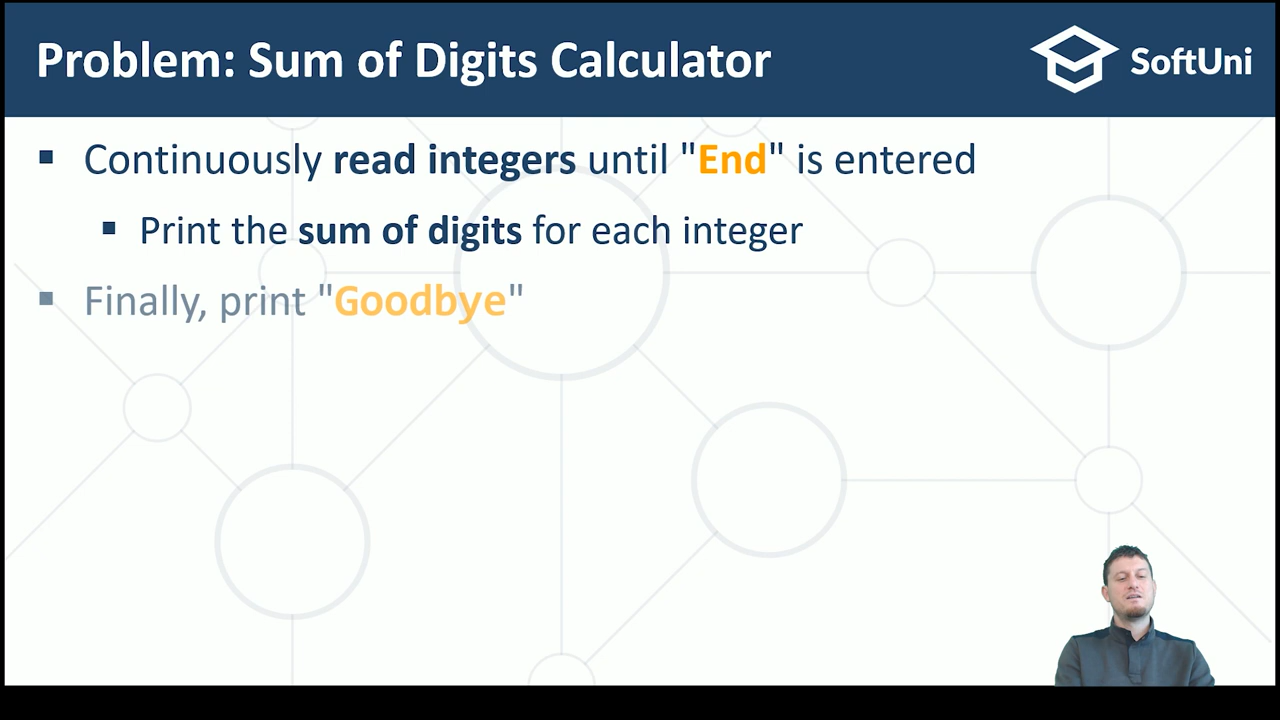 Problem: Sum of Digits Calculator
SoftUni
Continuously read integers until "End" is entered
Print the sum of digits for each integer
Finally, print "Goodbye"